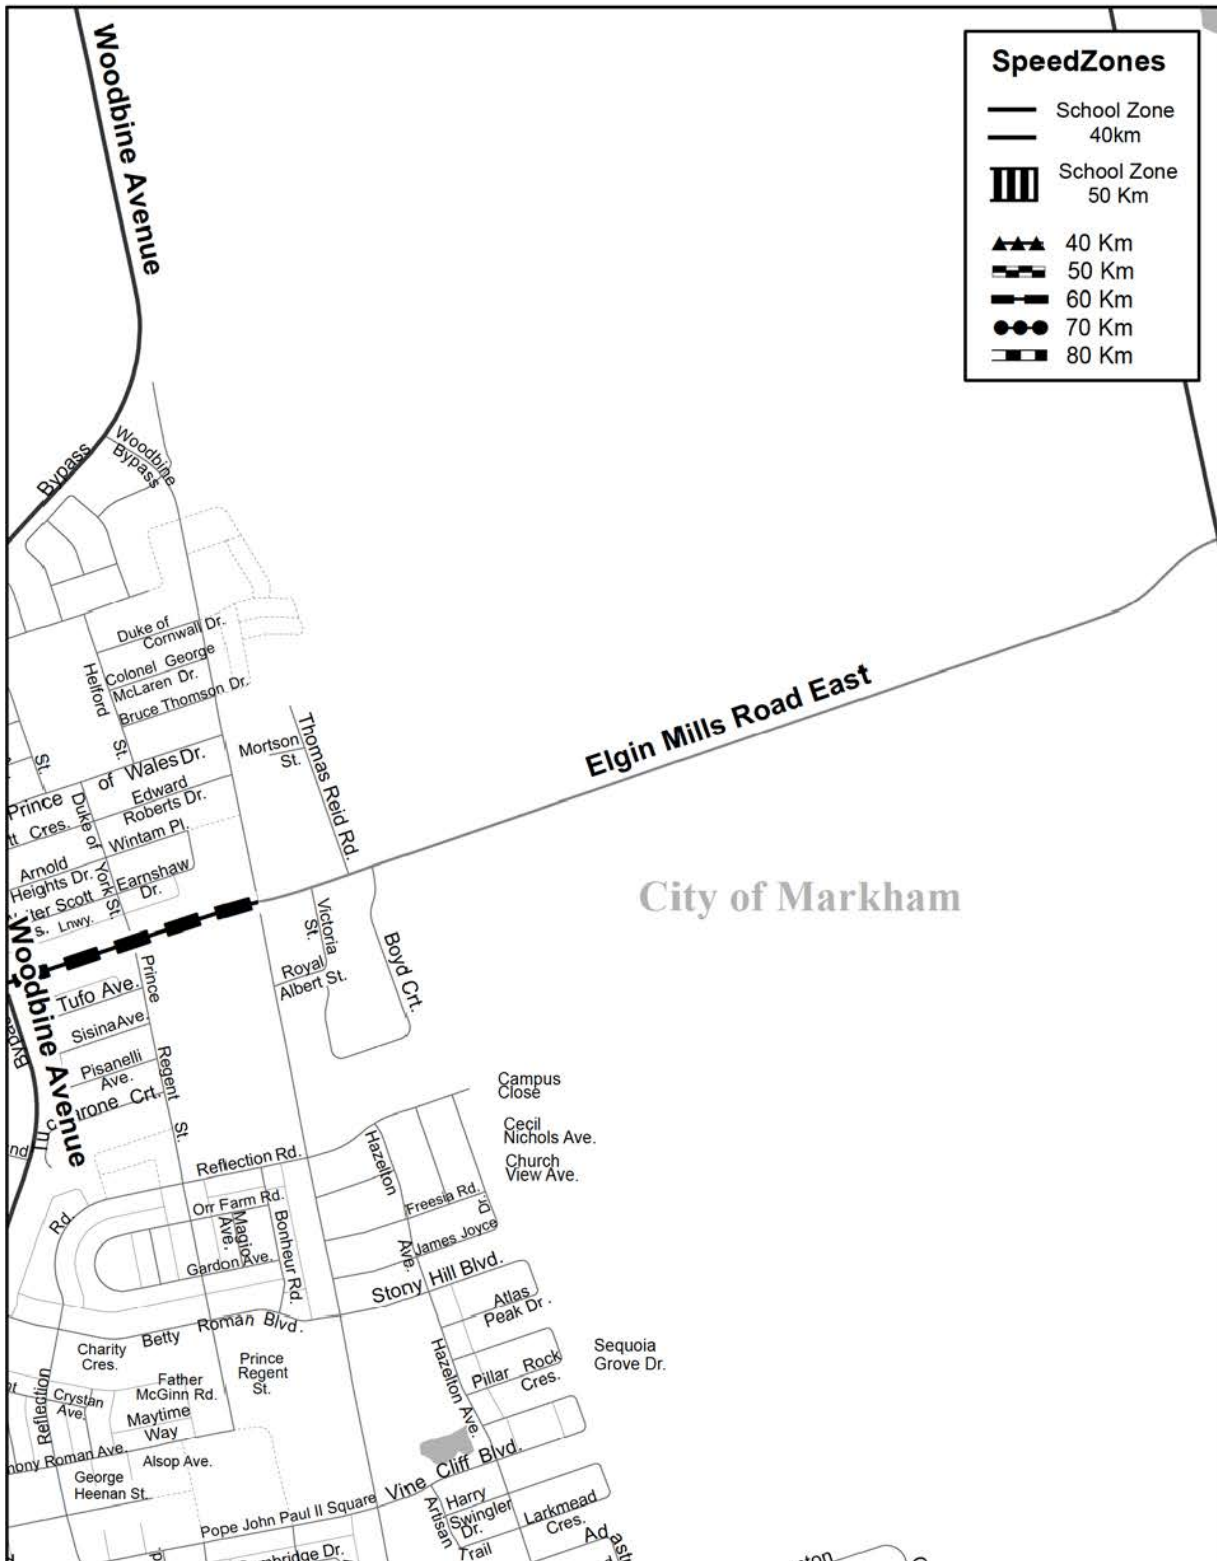 Woodbine Avenue
SpeedZones
School Zone
40km
School Zone
50 Km
40 Km
50 Km
60 Km
70 Km
80 Km
Bypass
Woodbine
Bypass
Duke of
Cornwall Dr.
Colonel George
McLaren Dr.
Bruce Thomson Dr.
Helford
St.
St.
Mortson
St.
Thomas Reid Rd.
Elgin Mills Road East
Prince of Wales Dr.
Edward
Roberts Dr.
Cres.
Duke of
York St.
Wintam Pl.
Arnold
Heights Dr.
Earnshaw
Dr.
Scott
Lnwy.
City of Markham
Woodbine Avenue
Victoria
St.
Royal
Albert St.
Boyd Crt.
Tufo Ave.
Prince
Regent
St.
Sisina Ave.
Pisanelli
Ave.
Crt.
Campus
Close
Cecil
Nichols Ave.
Church
View Ave.
Reflection Rd.
Hazelton
Ave.
Orr Farm Rd.
Magio
Ave.
Bonheur Rd.
Freesia Rd.
Dr.
James Joyce
Rd.
Gardon Ave.
Stony Hill Blvd.
Atlas
Peak Dr.
Betty Roman Blvd.
Charity
Cres.
Prince
Regent
St.
Father
McGinn Rd.
Sequoia
Grove Dr.
Hazelton Ave.
Pillar Rock
Cres.
Reflection
Crystan
Ave.
Maytime
Way
Roman Ave.
Alsop Ave.
George
Heenan St.
Vine Cliff Blvd.
Pope John Paul II Square
Artisan
Trail
Harry
Swingler
Dr.
Larkmead
Cres.
Dr.